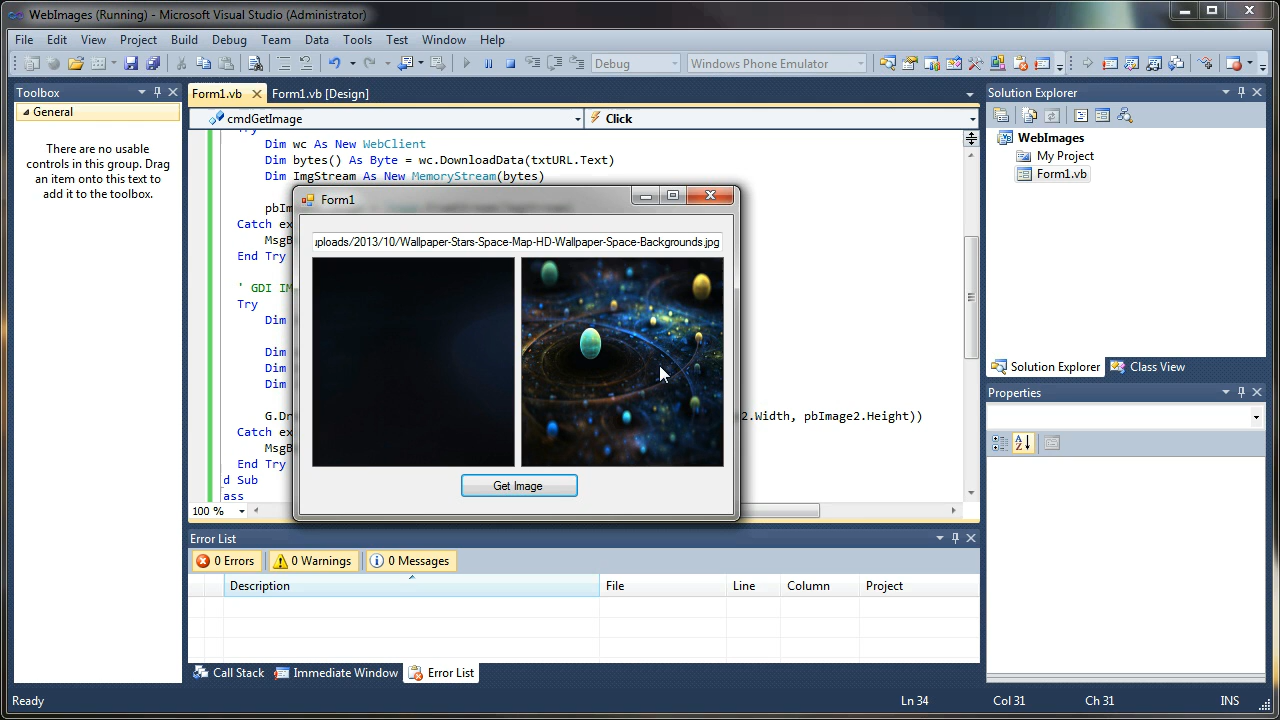 WebImages (Running) - Microsoft Visual Studio (Administrator)
File Edit View Project Build Debug Team Data Tools Test Window Help
Debug Windows Phone Emulator
Toolbox
General
There are no usable
controls in this group. Drag
an item onto this text to
add it to the toolbox.
Form1.vb Form1.vb [Design]
cmdGetImage Click
Dim wc As New WebClient
Dim bytes() As Byte = wc.DownloadData(txtURL.Text)
Dim ImgStream As New MemoryStream(bytes)
Catch ex
End Try
' GDI IM
Try
Dim
Dim
Dim
Dim
G.Dr 2.Width, pbImage2.Height))
Catch ex
MsgB
End Try
d Sub
ass
100 %
Form1
uploads/2013/10/Wallpaper-Stars-Space-Map-HD-Wallpaper-Space-Backgrounds.jpg
Get Image
Error List
0 Errors 0 Warnings 0 Messages
Description File Line Column Project
Call Stack Immediate Window Error List
Solution Explorer
WebImages
My Project
Form1.vb
Solution Explorer Class View
Properties
Ready Ln 34 Col 31 Ch 31 INS